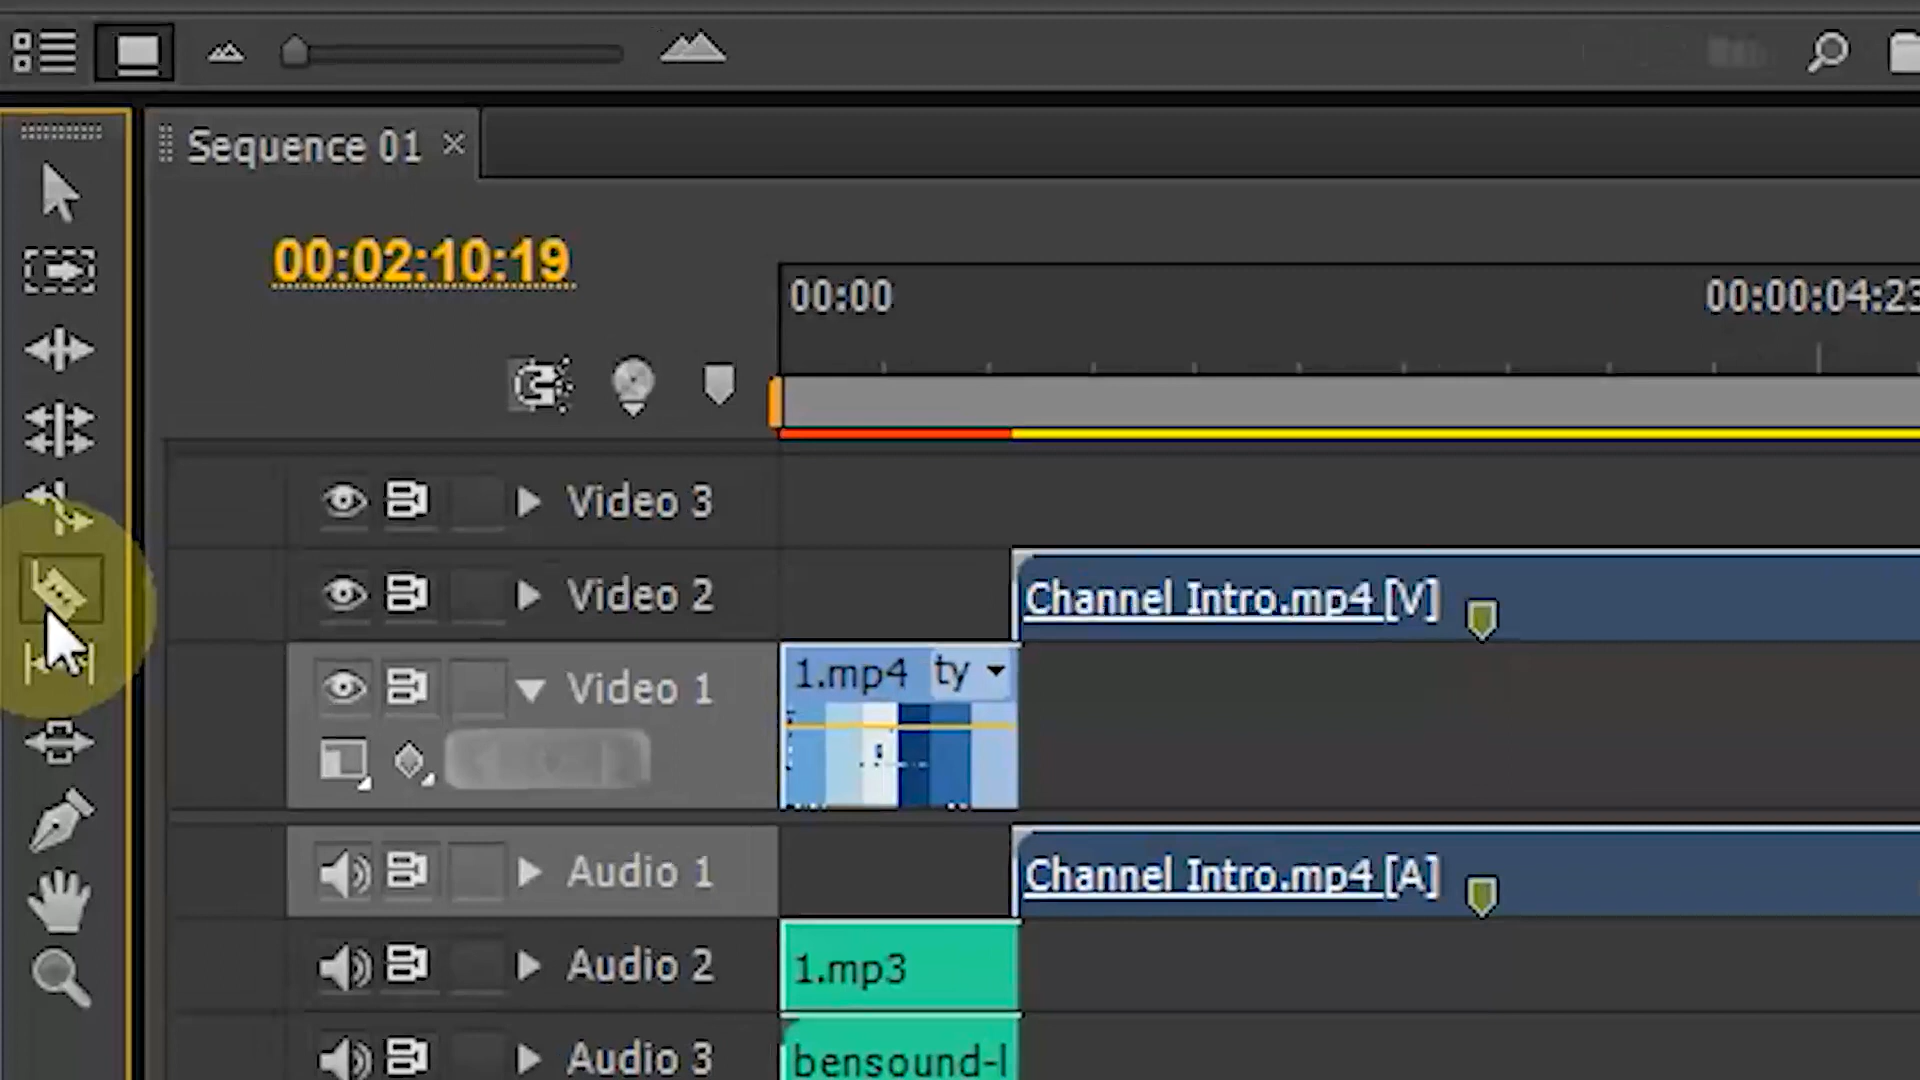 Sequence 01
00:02:10:19
00:00
00:00:04:23
Video 3
Video 2
Channel Intro.mp4 [V]
Video 1
1.mp4
ty
Audio 1
Channel Intro.mp4 [A]
Audio 2
1.mp3
Audio 3
bensound-l